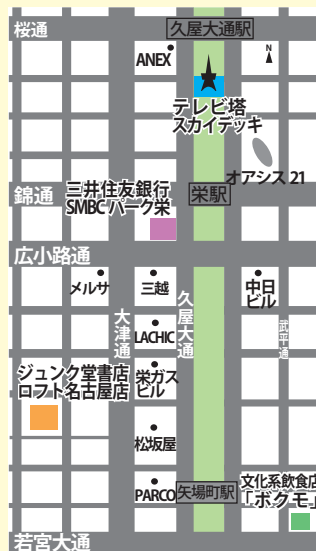 桜通
久屋大通駅
ANEX
N
テレビ塔
スカイデッキ
オアシス21
三井住友銀行
SMBCパーク栄
錦通
栄駅
広小路通
メルサ
三越
中日
ビル
大津通
久屋大通
武平通
LACHIC
ジュンク堂書店
ロフト名古屋店
栄ガス
ビル
松坂屋
PARCO
矢場町駅
文化系飲食店
「ボクモ」
若宮大通